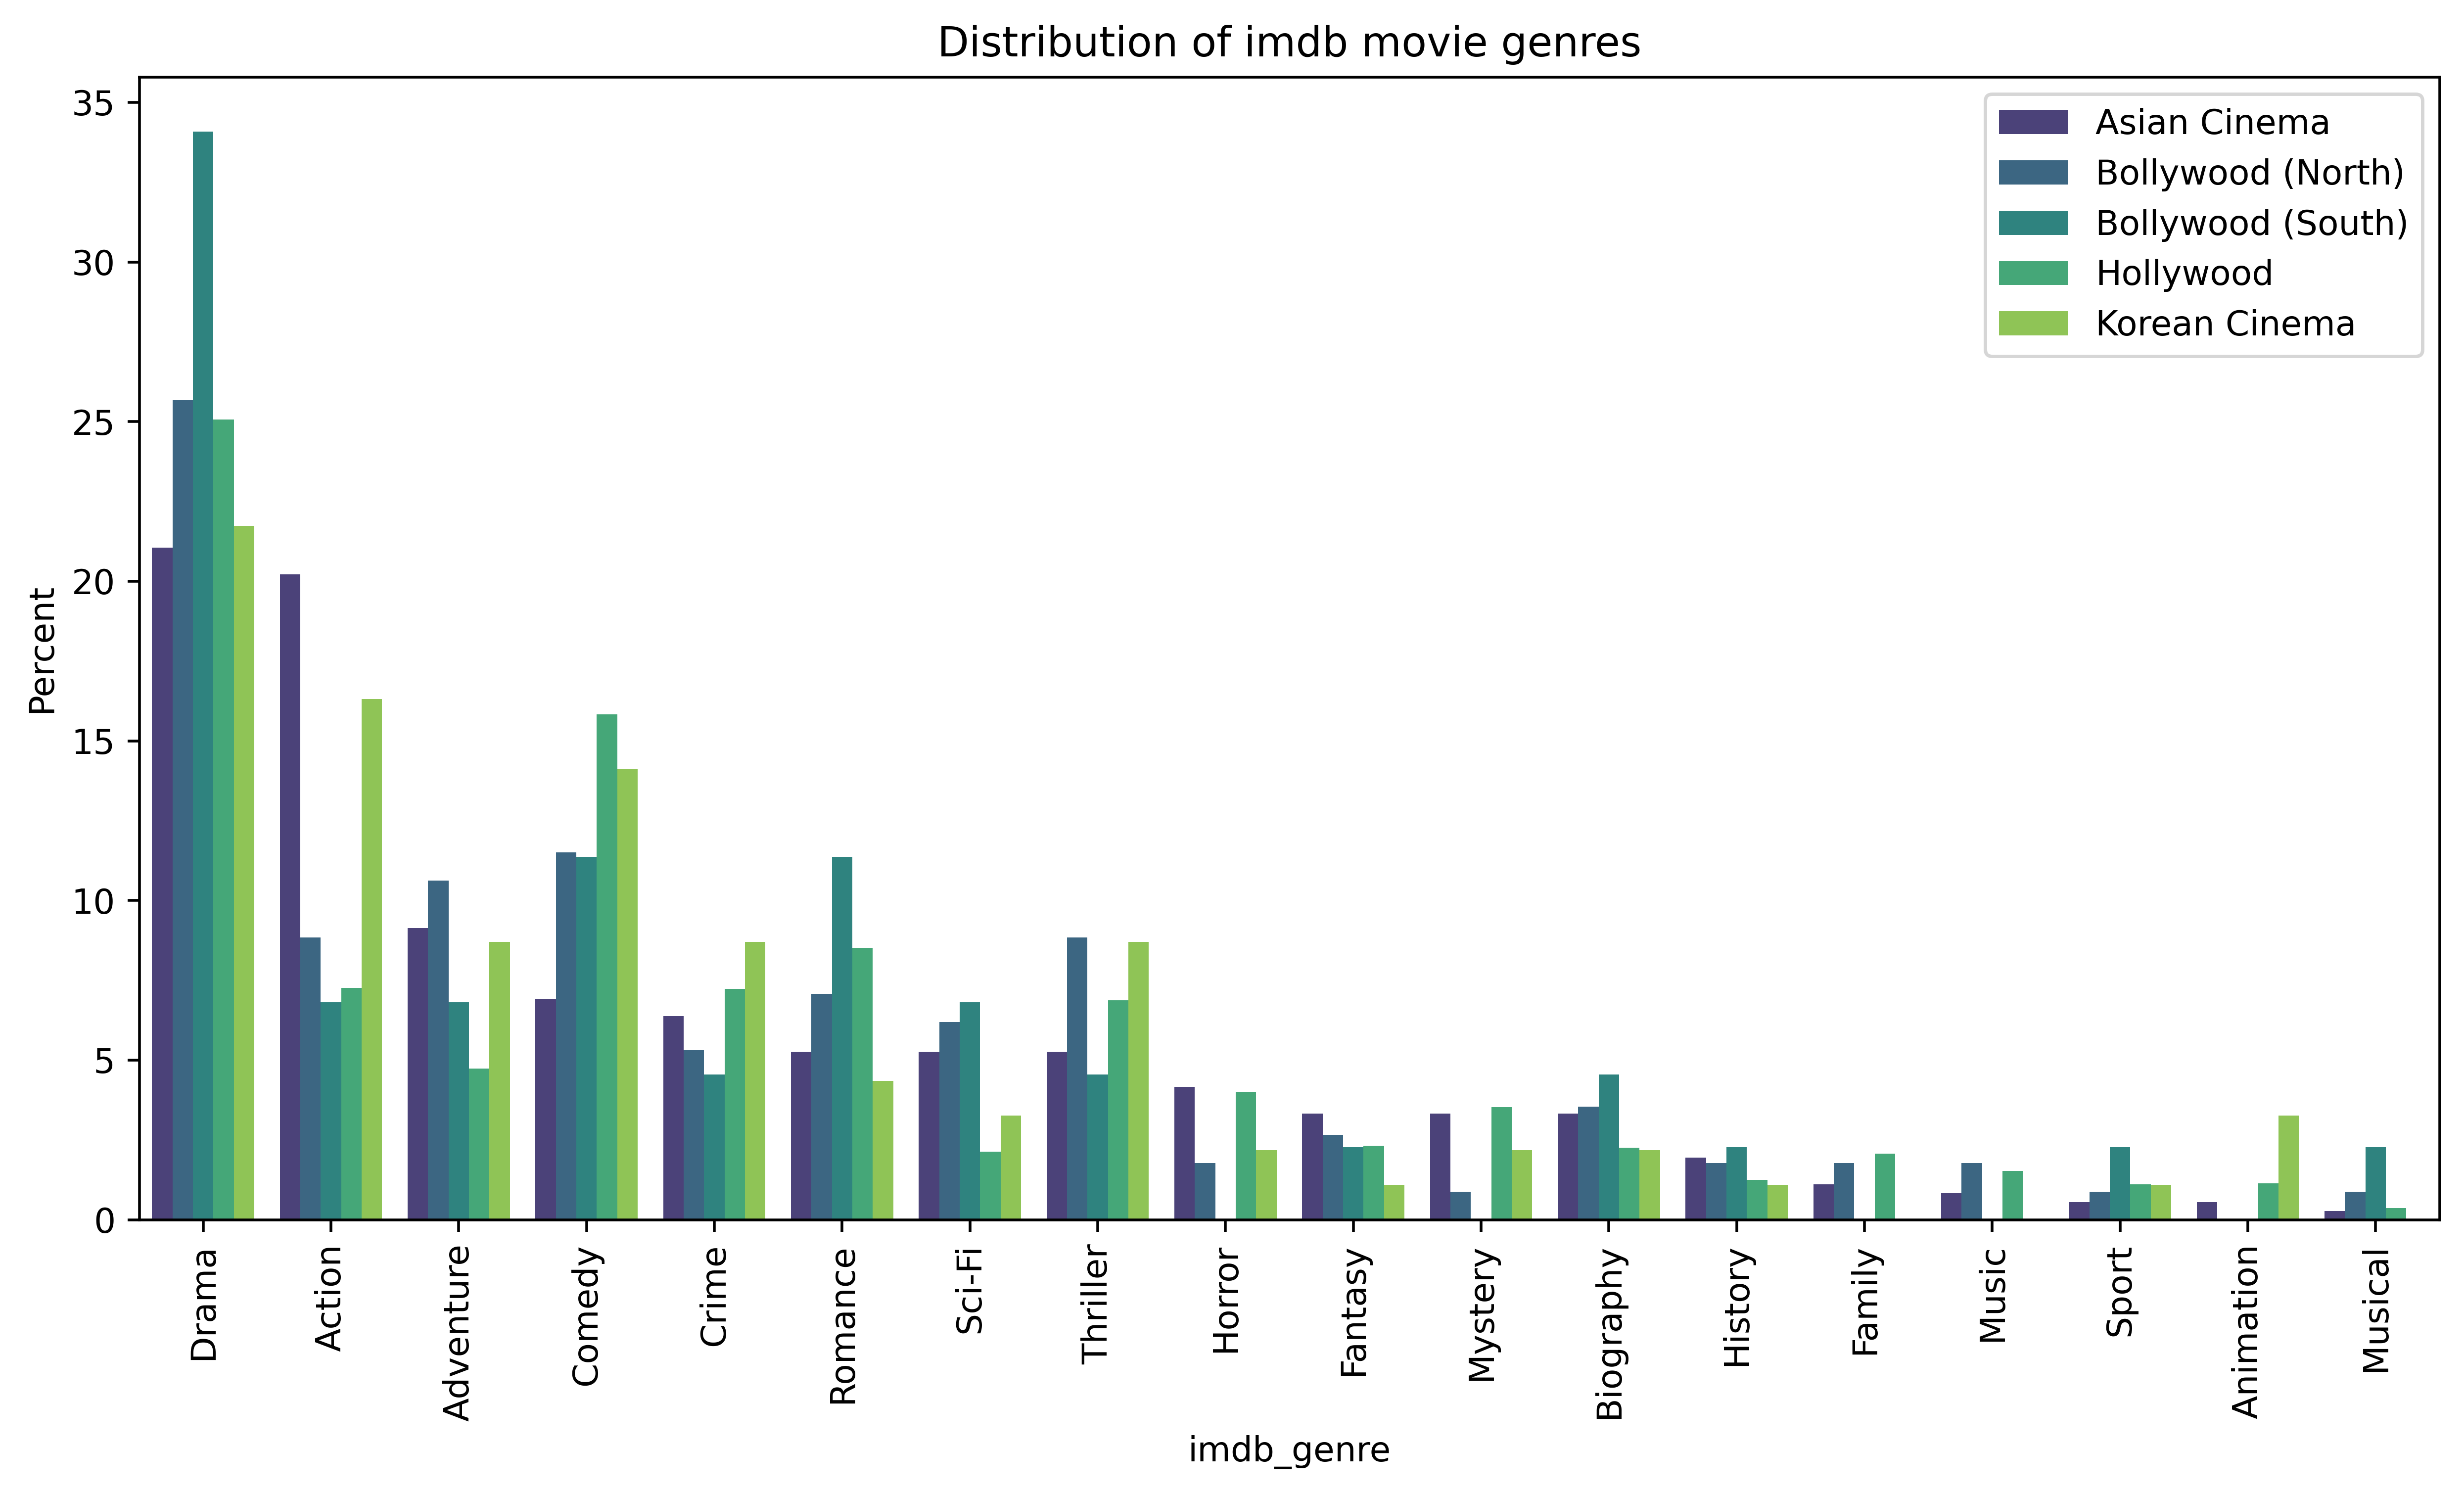 Distribution of imdb movie genres
35
30
25
20
15
10
5
0
Percent
Asian Cinema
Bollywood (North)
Bollywood (South)
Hollywood
Korean Cinema
Drama
Action
Adventure
Comedy
Crime
Romance
Sci-Fi
Thriller
Horror
Fantasy
Mystery
Biography
History
Family
Music
Sport
Animation
Musical
imdb_genre